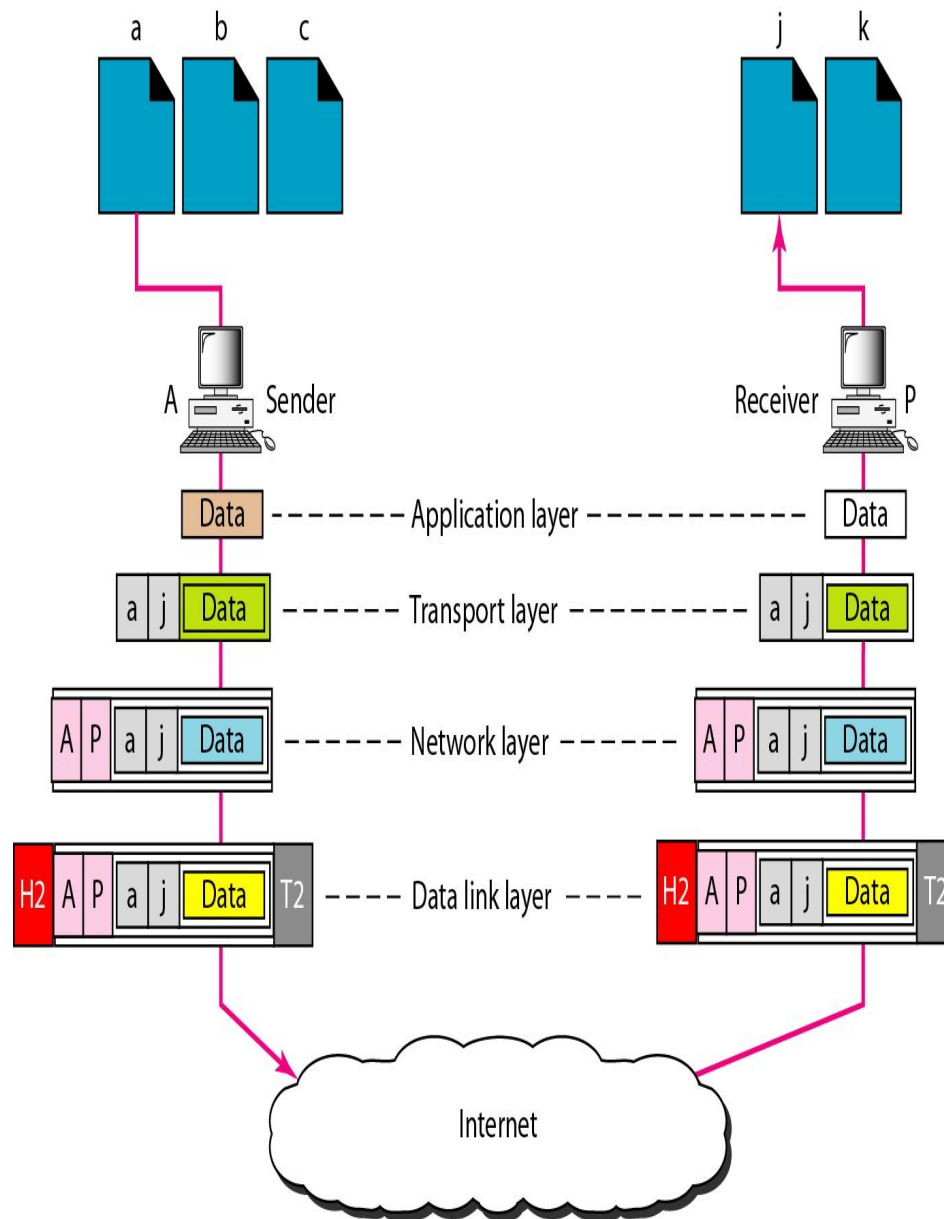 a b c j k
A Sender Receiver P
Data Application layer Data
a j Data Transport layer a j Data
A P a j Data Network layer A P a j Data
H2 A P a j Data T2 Data link layer H2 A P a j Data T2
Internet